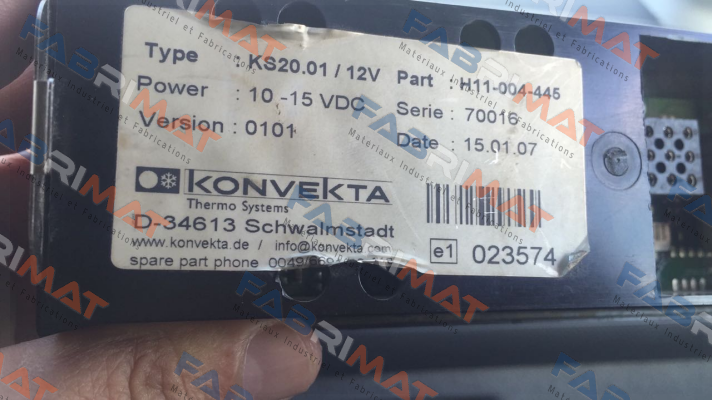 Type : KS20.01 / 12V Part : H11-004-445
Power : 10 -15 VDC Serie : 70016
Version : 0101 Date : 15.01.07
KONVEKTA
Thermo Systems
D-34613 Schwalmstadt
www.konvekta.de / info@konvekta.com
spare part phone
e1 023574
FABRIMAT
Materiaux Industriel et Fabrications